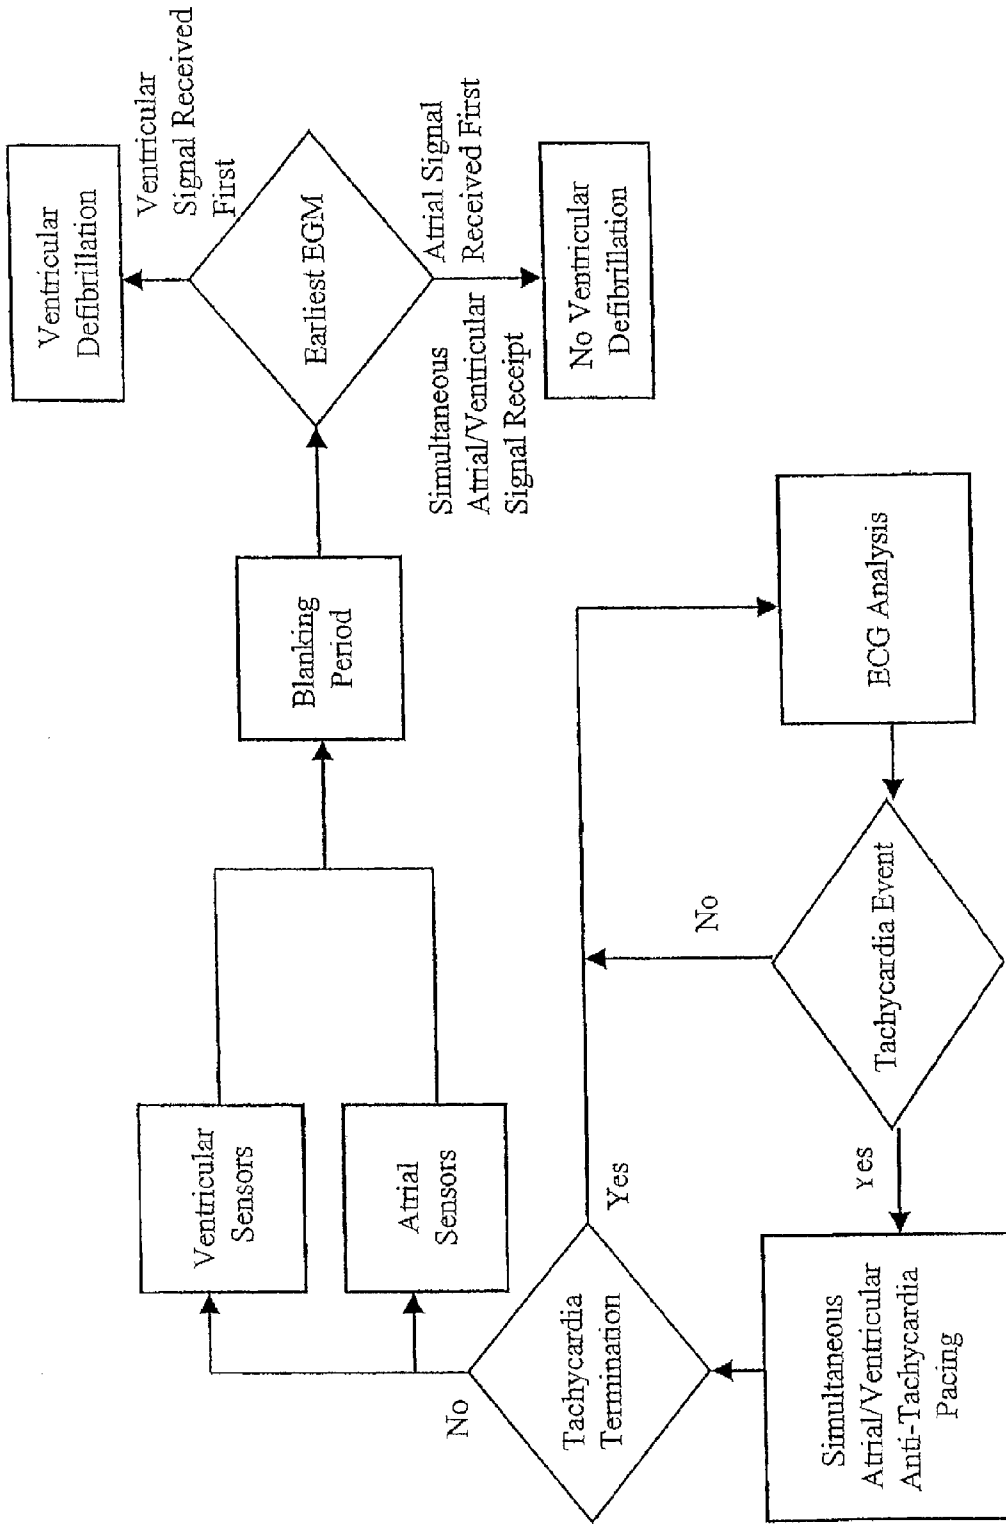 ECG Analysis
Tachycardia Event
No
Yes
Simultaneous
Atrial/Ventricular
Anti-Tachycardia
Pacing
Tachycardia
Termination
Yes
No
Ventricular
Sensors
Atrial
Sensors
Blanking
Period
Earliest EGM
Ventricular
Signal Received
First
Ventricular
Defibrillation
Atrial Signal
Received First
Simultaneous
Atrial/Ventricular
Signal Receipt
No Ventricular
Defibrillation